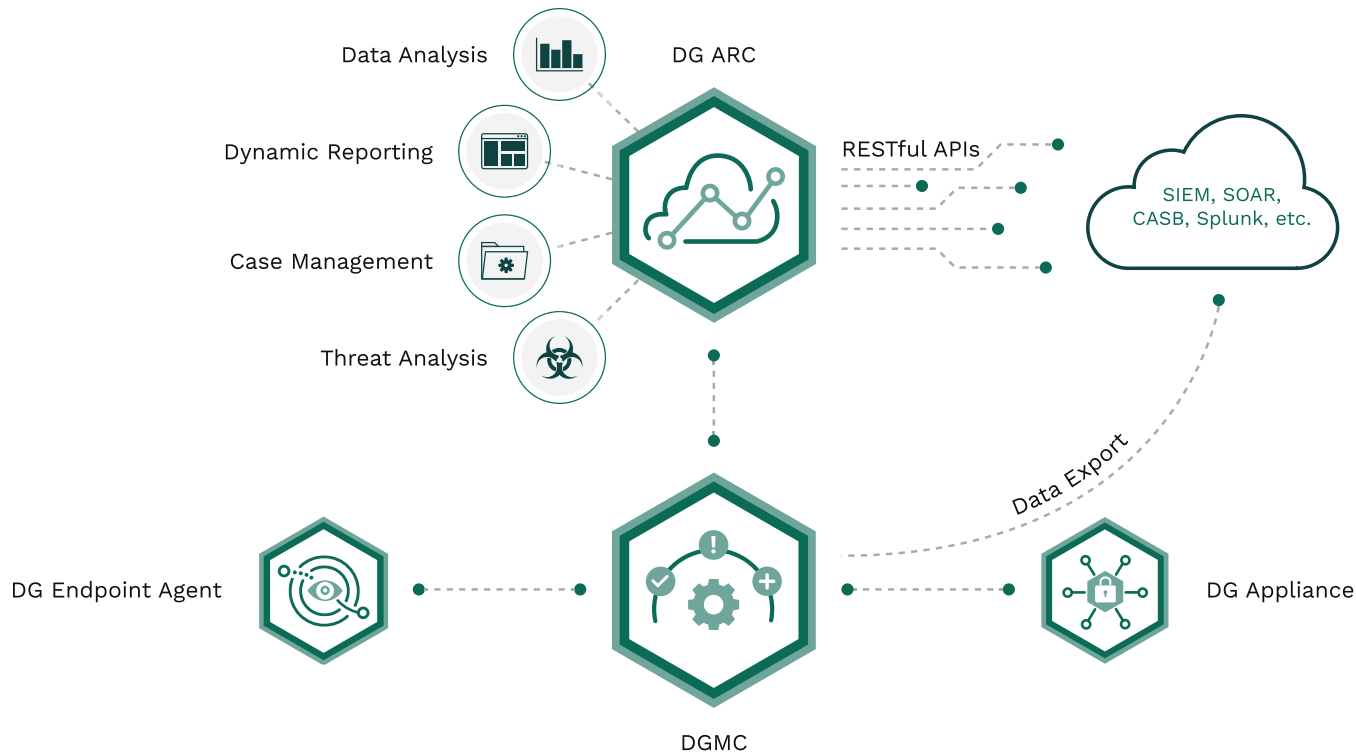 Data Analysis
DG ARC
Dynamic Reporting
RESTful APIs
SIEM, SOAR,
CASB, Splunk, etc.
Case Management
Threat Analysis
Data Export
DG Endpoint Agent
DG Appliance
DGMC